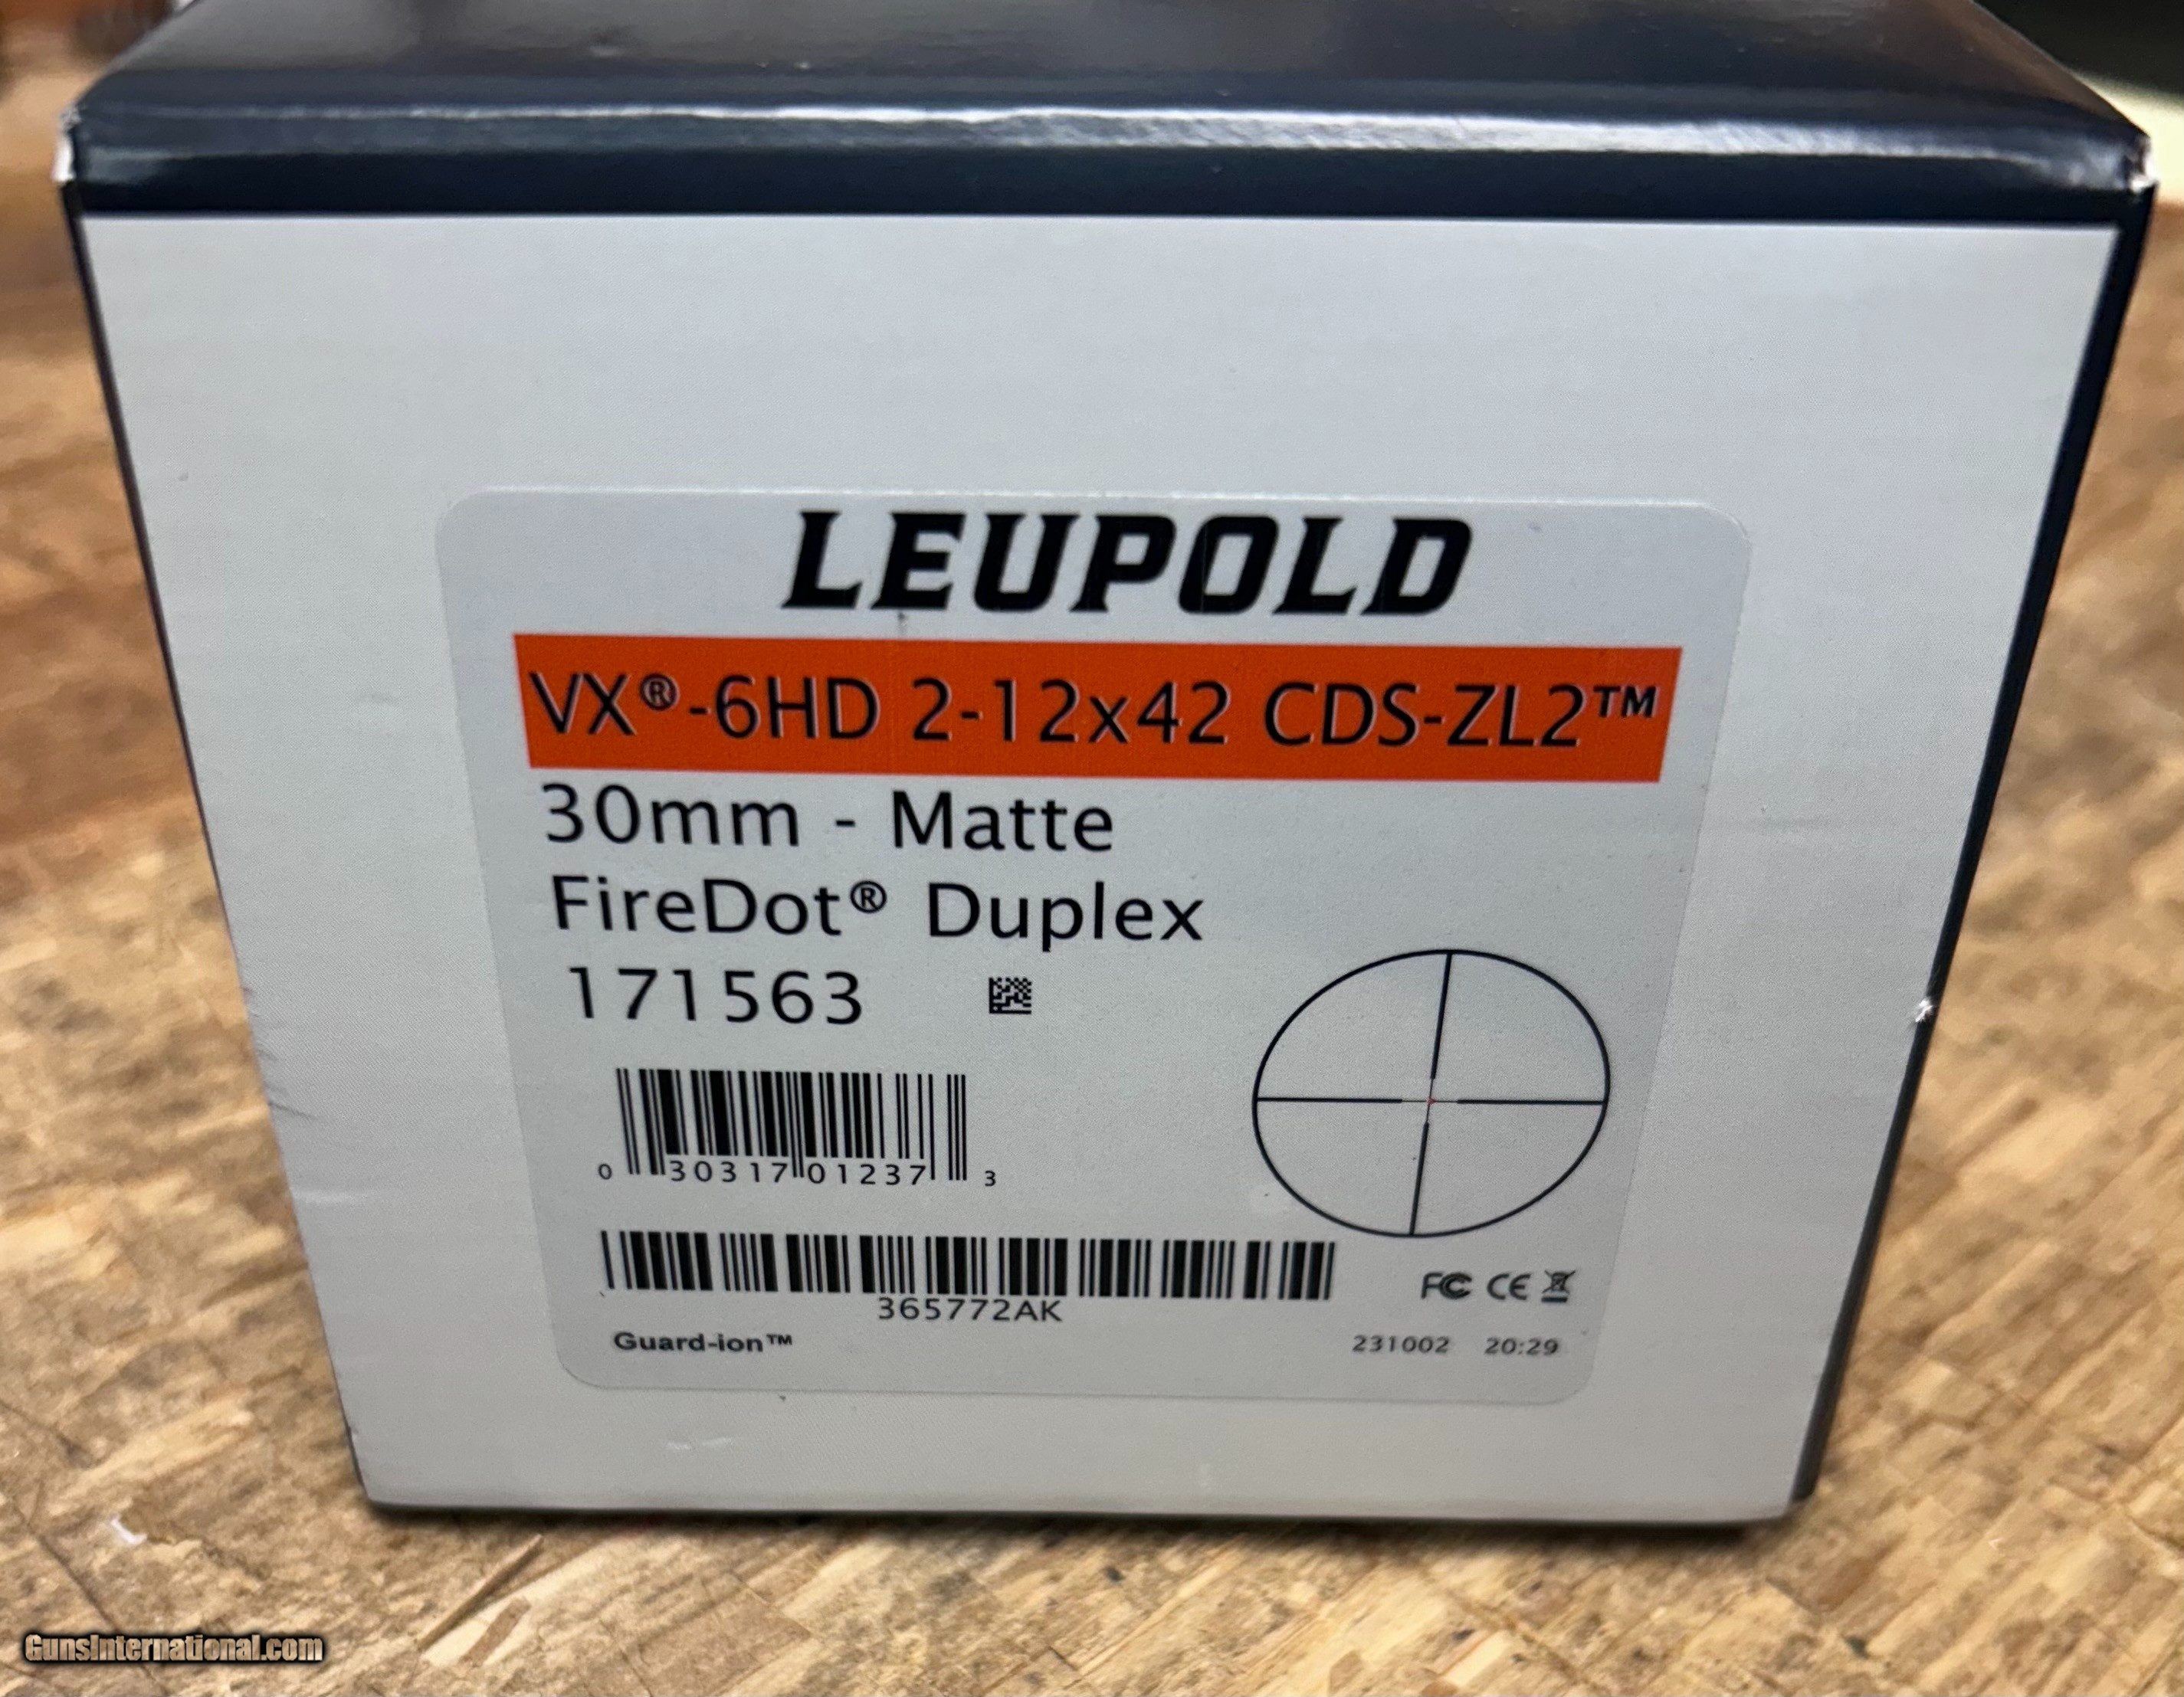 LEUPOLD
VX®-6HD 2-12x42 CDS-ZL2™
30mm - Matte
FireDot® Duplex
171563
0 30317 01237 3
365772AK
FC CE
Guard-ion™ 231002 20:29
GunsInternational.com